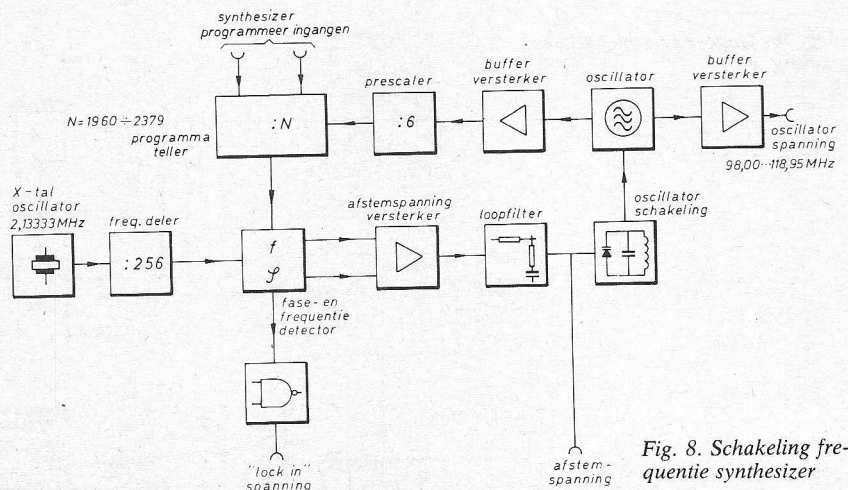 synthesizer
programmeer ingangen
N=1960÷2379
programma
teller
:N
prescaler
:6
buffer
versterker
oscillator
buffer
versterker
oscillator
spanning
98,00...118,95 MHz
X-tal
oscillator
2,13333MHz
freq. deler
:256
f
φ
afstemspanning
versterker
loopfilter
oscillator
schakeling
fase- en
frequentie
detector
"lock in"
spanning
afstem-
spanning
Fig. 8. Schakeling fre-
quentie synthesizer